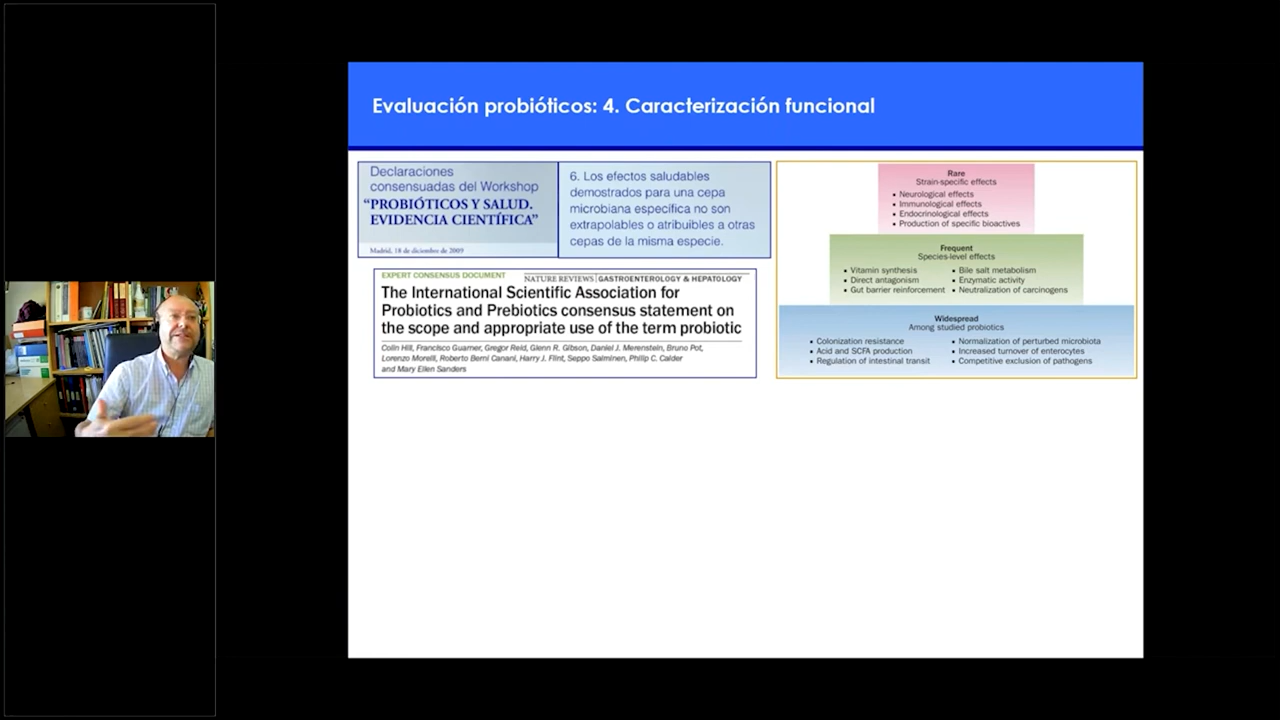 Evaluación probióticos: 4. Caracterización funcional
Declaraciones
consensuadas del Workshop
“PROBIÓTICOS Y SALUD.
EVIDENCIA CIENTÍFICA”
Madrid, 18 de diciembre de 2009
6. Los efectos saludables
demostrados para una cepa
microbiana específica no son
extrapolables o atribuibles a otras
cepas de la misma especie.
EXPERT CONSENSUS DOCUMENT
NATURE REVIEWS | GASTROENTEROLOGY & HEPATOLOGY
The International Scientific Association for
Probiotics and Prebiotics consensus statement on
the scope and appropriate use of the term probiotic
Colin Hill, Francisco Guarner, Gregor Reid, Glenn R. Gibson, Daniel J. Merenstein, Bruno Pot,
Lorenzo Morelli, Roberto Berni Canani, Harry J. Flint, Seppo Salminen, Philip C. Calder
and Mary Ellen Sanders
Rare
Strain-specific effects
• Neurological effects
• Immunological effects
• Endocrinological effects
• Production of specific bioactives
Frequent
Species-level effects
• Vitamin synthesis
• Direct antagonism
• Gut barrier reinforcement
• Bile salt metabolism
• Enzymatic activity
• Neutralization of carcinogens
Widespread
Among studied probiotics
• Colonization resistance
• Acid and SCFA production
• Regulation of intestinal transit
• Normalization of perturbed microbiota
• Increased turnover of enterocytes
• Competitive exclusion of pathogens